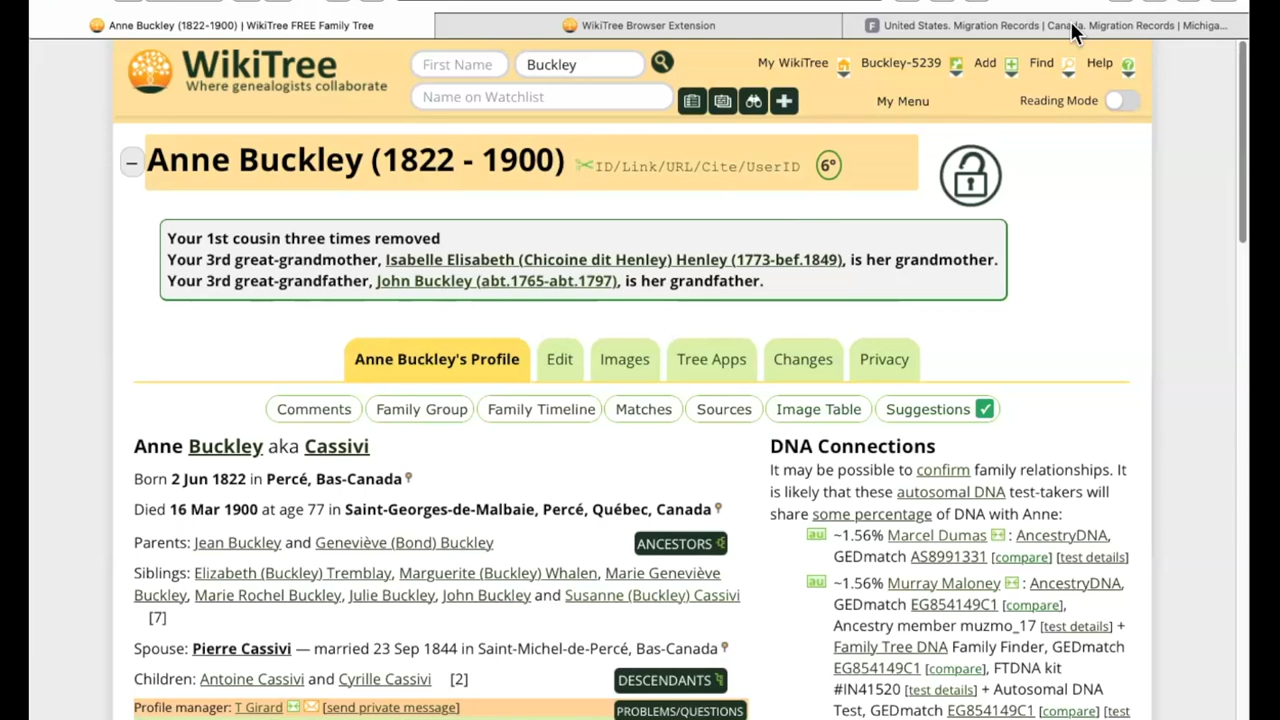 Anne Buckley (1822-1900) | WikiTree FREE Family Tree
WikiTree Browser Extension
F United States. Migration Records | Canada. Migration Records | Michiga...
WikiTree
Where genealogists collaborate
First Name
Buckley
My WikiTree
Buckley-5239
Add
Find
Help
Name on Watchlist
My Menu
Reading Mode
Anne Buckley (1822 - 1900)
ID/Link/URL/Cite/UserID
6°
Your 1st cousin three times removed
Your 3rd great-grandmother, Isabelle Elisabeth (Chicoine dit Henley) Henley (1773-bef.1849), is her grandmother.
Your 3rd great-grandfather, John Buckley (abt.1765-abt.1797), is her grandfather.
Anne Buckley's Profile
Edit
Images
Tree Apps
Changes
Privacy
Comments
Family Group
Family Timeline
Matches
Sources
Image Table
Suggestions
Anne Buckley aka Cassivi
Born 2 Jun 1822 in Percé, Bas-Canada
Died 16 Mar 1900 at age 77 in Saint-Georges-de-Malbaie, Percé, Québec, Canada
Parents: Jean Buckley and Geneviève (Bond) Buckley
ANCESTORS
Siblings: Elizabeth (Buckley) Tremblay, Marguerite (Buckley) Whalen, Marie Geneviève
Buckley, Marie Rochel Buckley, Julie Buckley, John Buckley and Susanne (Buckley) Cassivi
[7]
Spouse: Pierre Cassivi — married 23 Sep 1844 in Saint-Michel-de-Percé, Bas-Canada
Children: Antoine Cassivi and Cyrille Cassivi [2]
DESCENDANTS
Profile manager: T Girard [send private message]
PROBLEMS/QUESTIONS
DNA Connections
It may be possible to confirm family relationships. It
is likely that these autosomal DNA test-takers will
share some percentage of DNA with Anne:
au ~1.56% Marcel Dumas : AncestryDNA,
GEDmatch AS8991331 [compare] [test details]
au ~1.56% Murray Maloney : AncestryDNA,
GEDmatch EG854149C1 [compare],
Ancestry member muzmo_17 [test details] +
Family Tree DNA Family Finder, GEDmatch
EG854149C1 [compare], FTDNA kit
#IN41520 [test details] + Autosomal DNA
Test, GEDmatch EG854149C1 [compare] [test